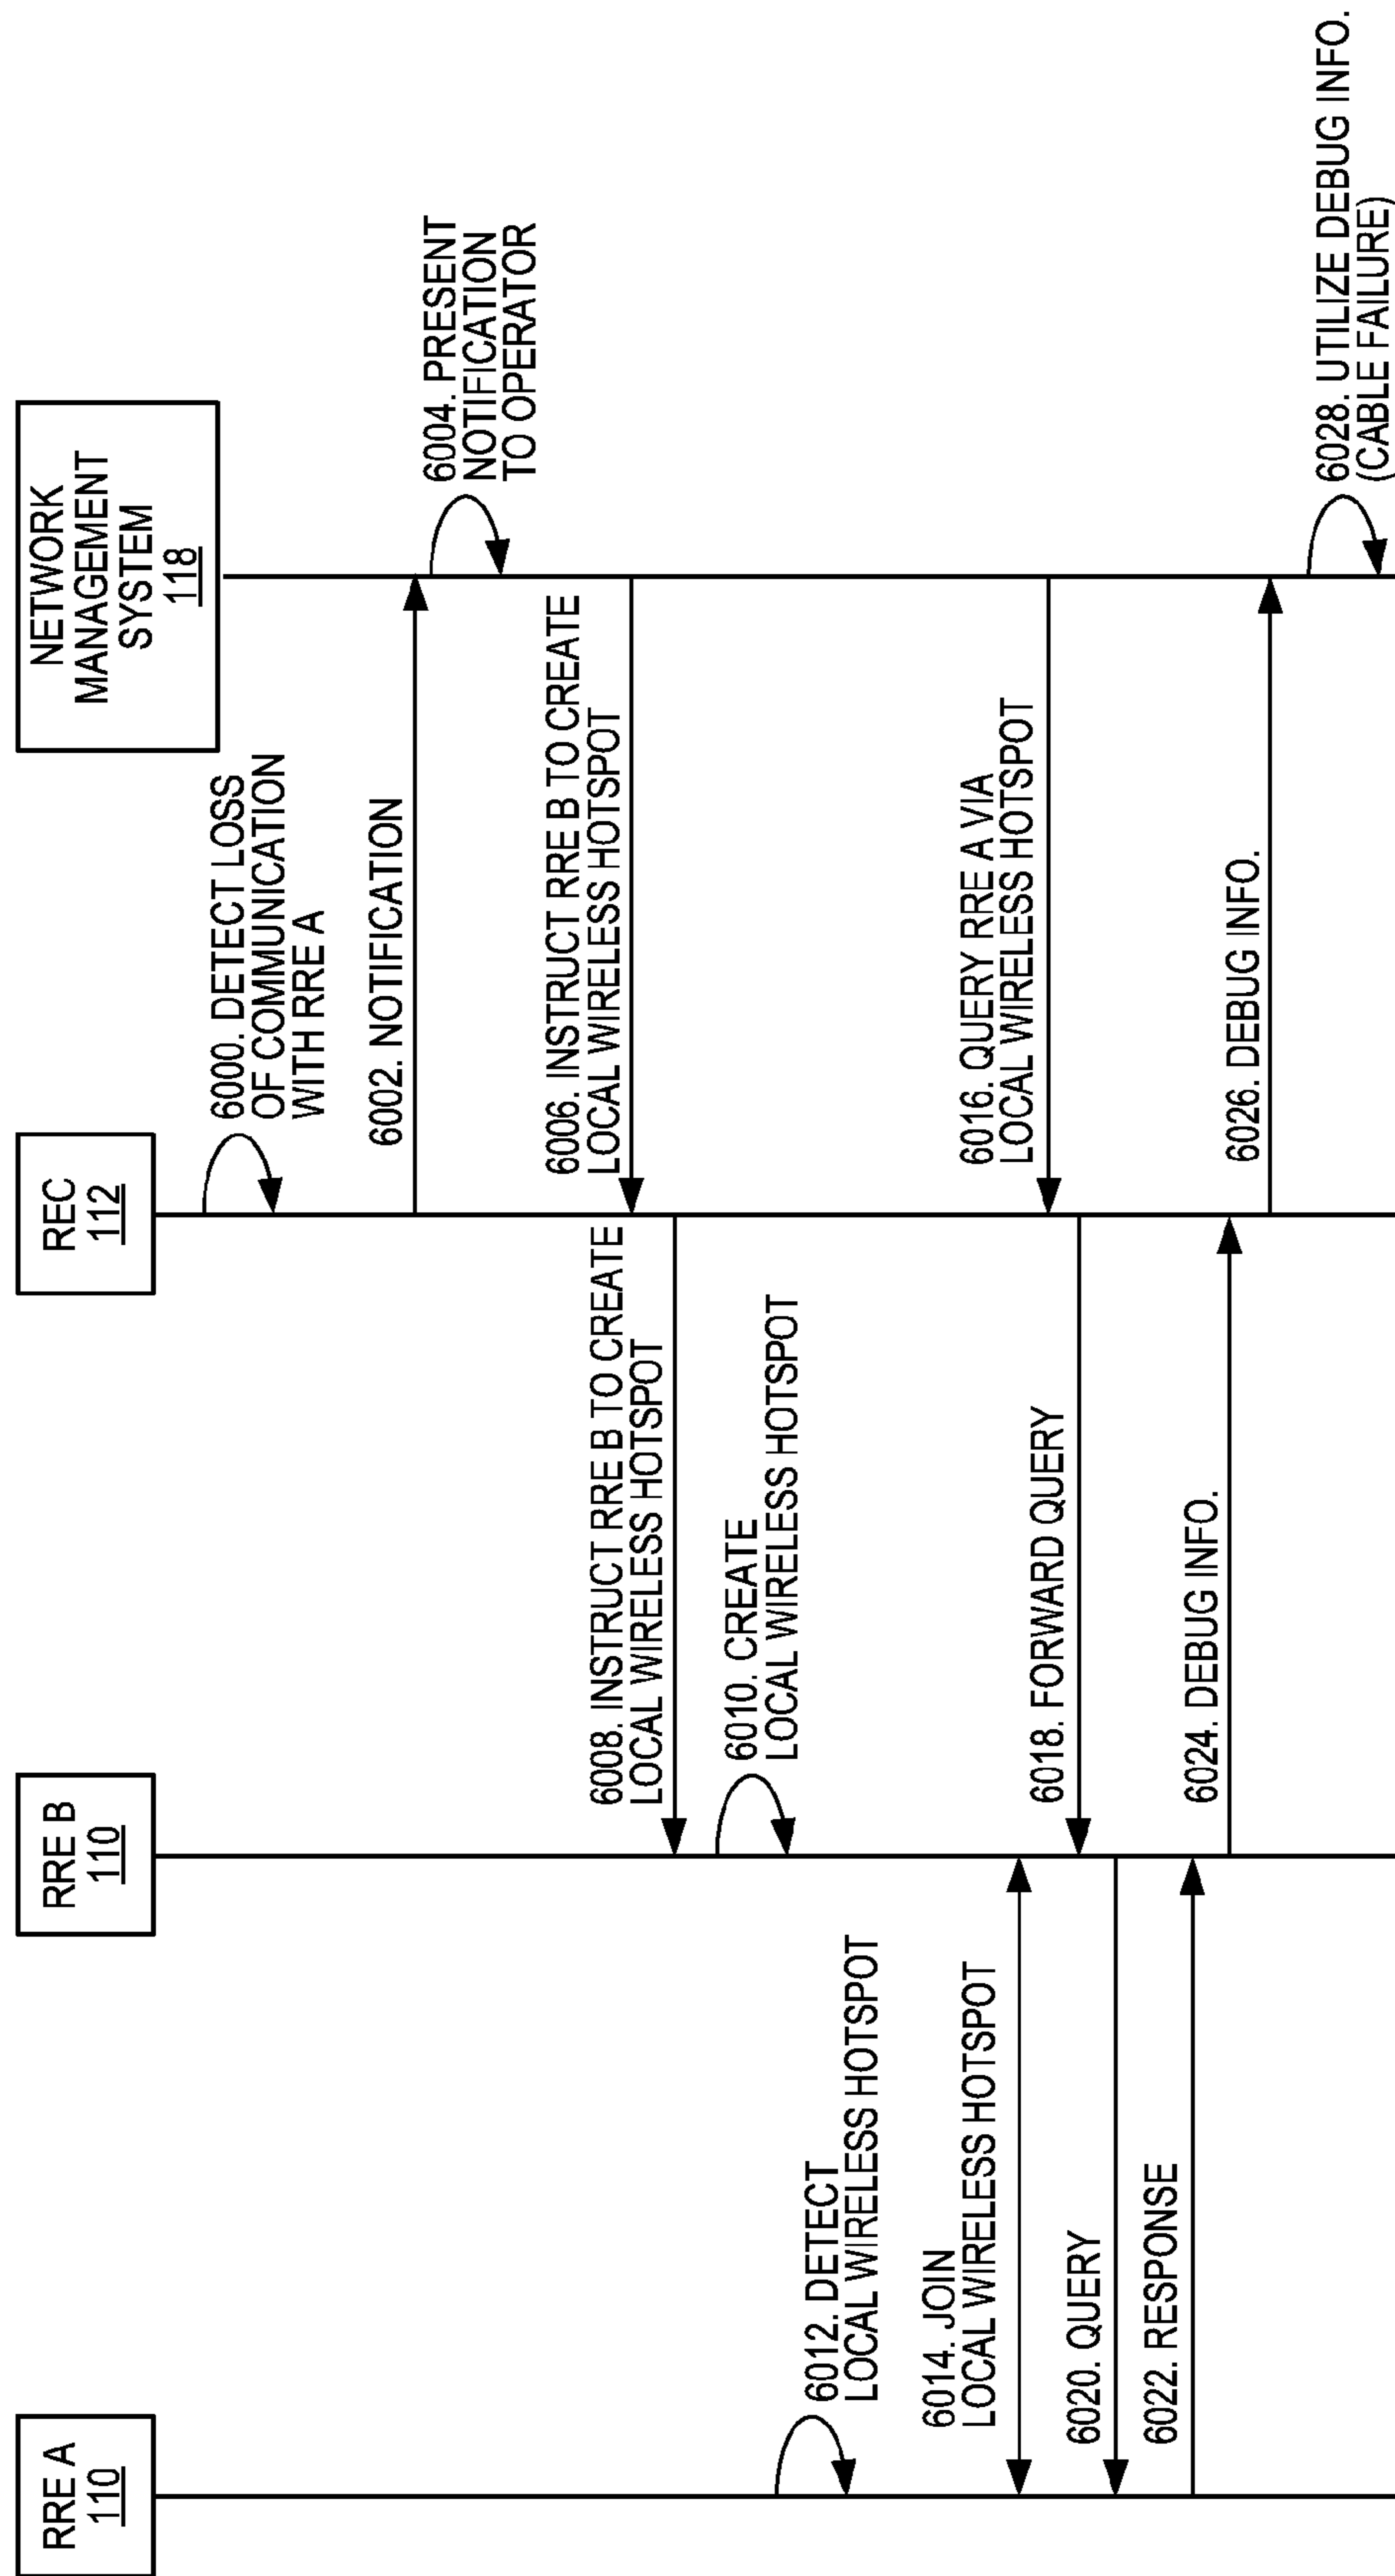 RRE A
110
RRE B
110
REC
112
NETWORK
MANAGEMENT
SYSTEM
118
6000. DETECT LOSS
OF COMMUNICATION
WITH RRE A
6002. NOTIFICATION
6004. PRESENT
NOTIFICATION
TO OPERATOR
6006. INSTRUCT RRE B TO CREATE
LOCAL WIRELESS HOTSPOT
6008. INSTRUCT RRE B TO CREATE
LOCAL WIRELESS HOTSPOT
6010. CREATE
LOCAL WIRELESS HOTSPOT
6012. DETECT
LOCAL WIRELESS HOTSPOT
6014. JOIN
LOCAL WIRELESS HOTSPOT
6016. QUERY RRE A VIA
LOCAL WIRELESS HOTSPOT
6018. FORWARD QUERY
6020. QUERY
6022. RESPONSE
6024. DEBUG INFO.
6026. DEBUG INFO.
6028. UTILIZE DEBUG INFO.
(CABLE FAILURE)